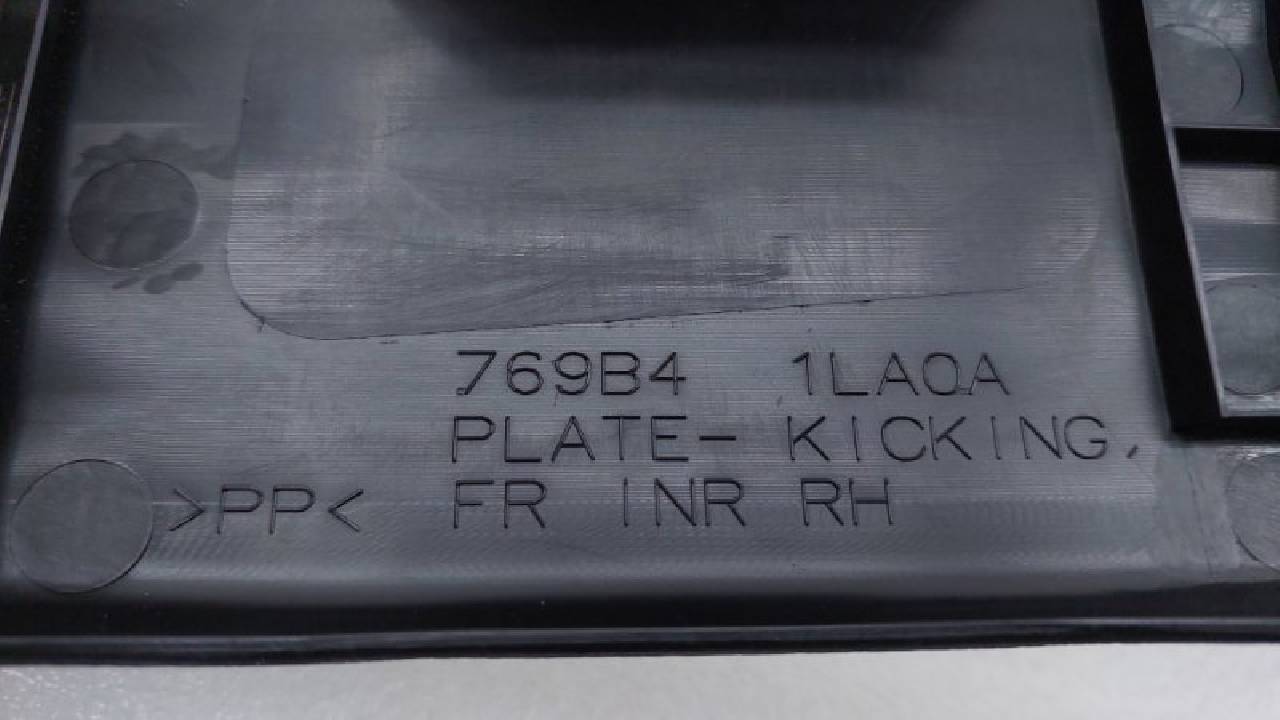 769B4 1LA0A
PLATE- KICKING,
>PP< FR INR RH